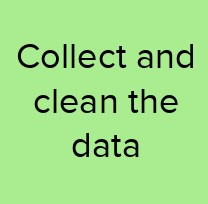 Collect and
clean the
data